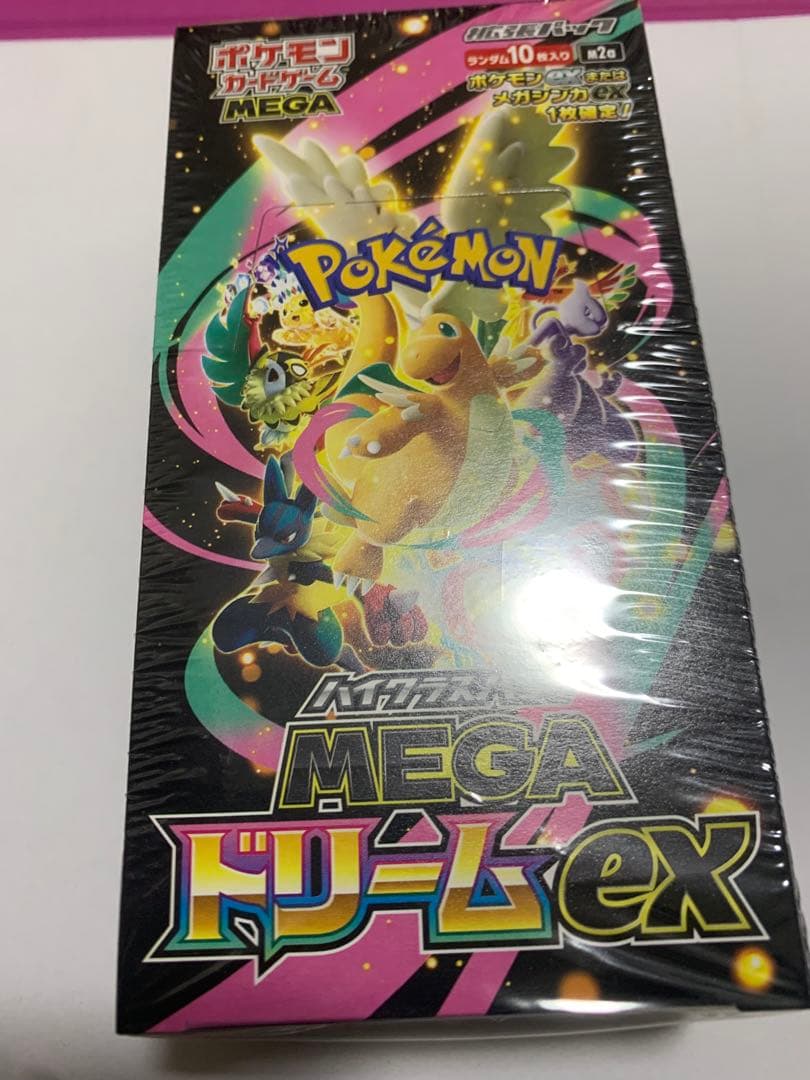 ポケモン
カードゲーム
MEGA
拡張パック
ランダム10枚入り
ポケモンexまたは
メガシンカex
1枚確定!
POKéMON
ハイクラス
MEGA
ドリームex